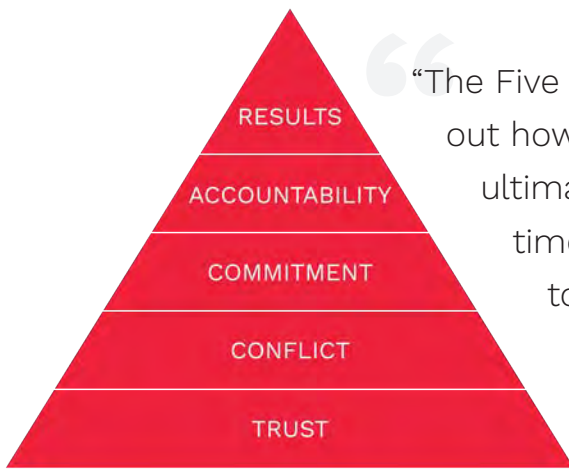 RESULTS
ACCOUNTABILITY
COMMITMENT
CONFLICT
TRUST
“The Five
out how
ultima
time
to